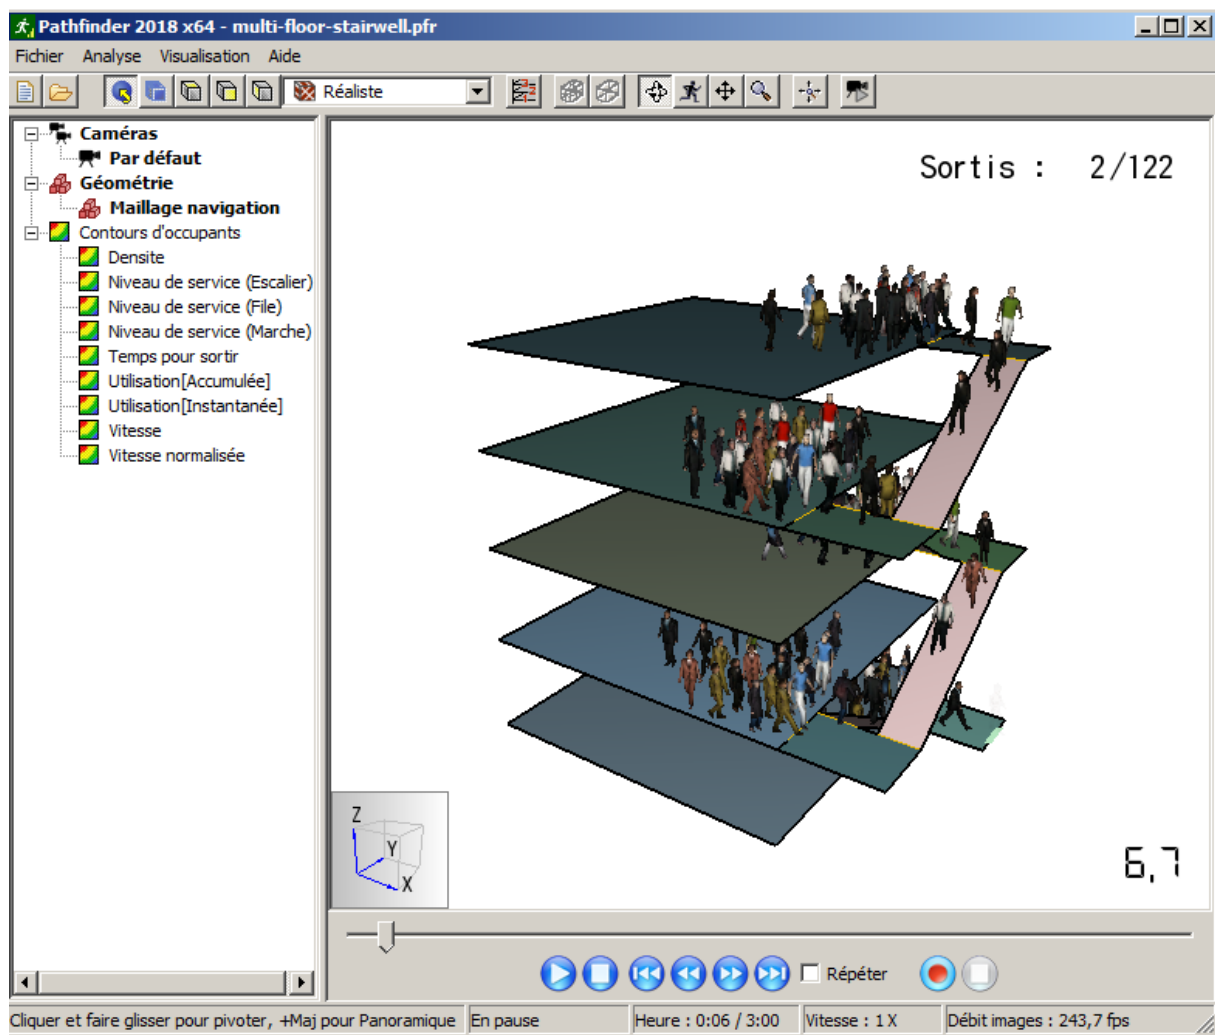 Pathfinder 2018 x64 - multi-floor-stairwell.pfr
Fichier Analyse Visualisation Aide
Réaliste
Caméras
Par défaut
Géométrie
Maillage navigation
Contours d'occupants
Densite
Niveau de service (Escalier)
Niveau de service (File)
Niveau de service (Marche)
Temps pour sortir
Utilisation[Accumulée]
Utilisation[Instantanée]
Vitesse
Vitesse normalisée
Sortis : 2/122
Z
Y
X
6,7
Répéter
Cliquer et faire glisser pour pivoter, +Maj pour Panoramique En pause Heure : 0:06 / 3:00 Vitesse : 1 X Débit images : 243,7 fps